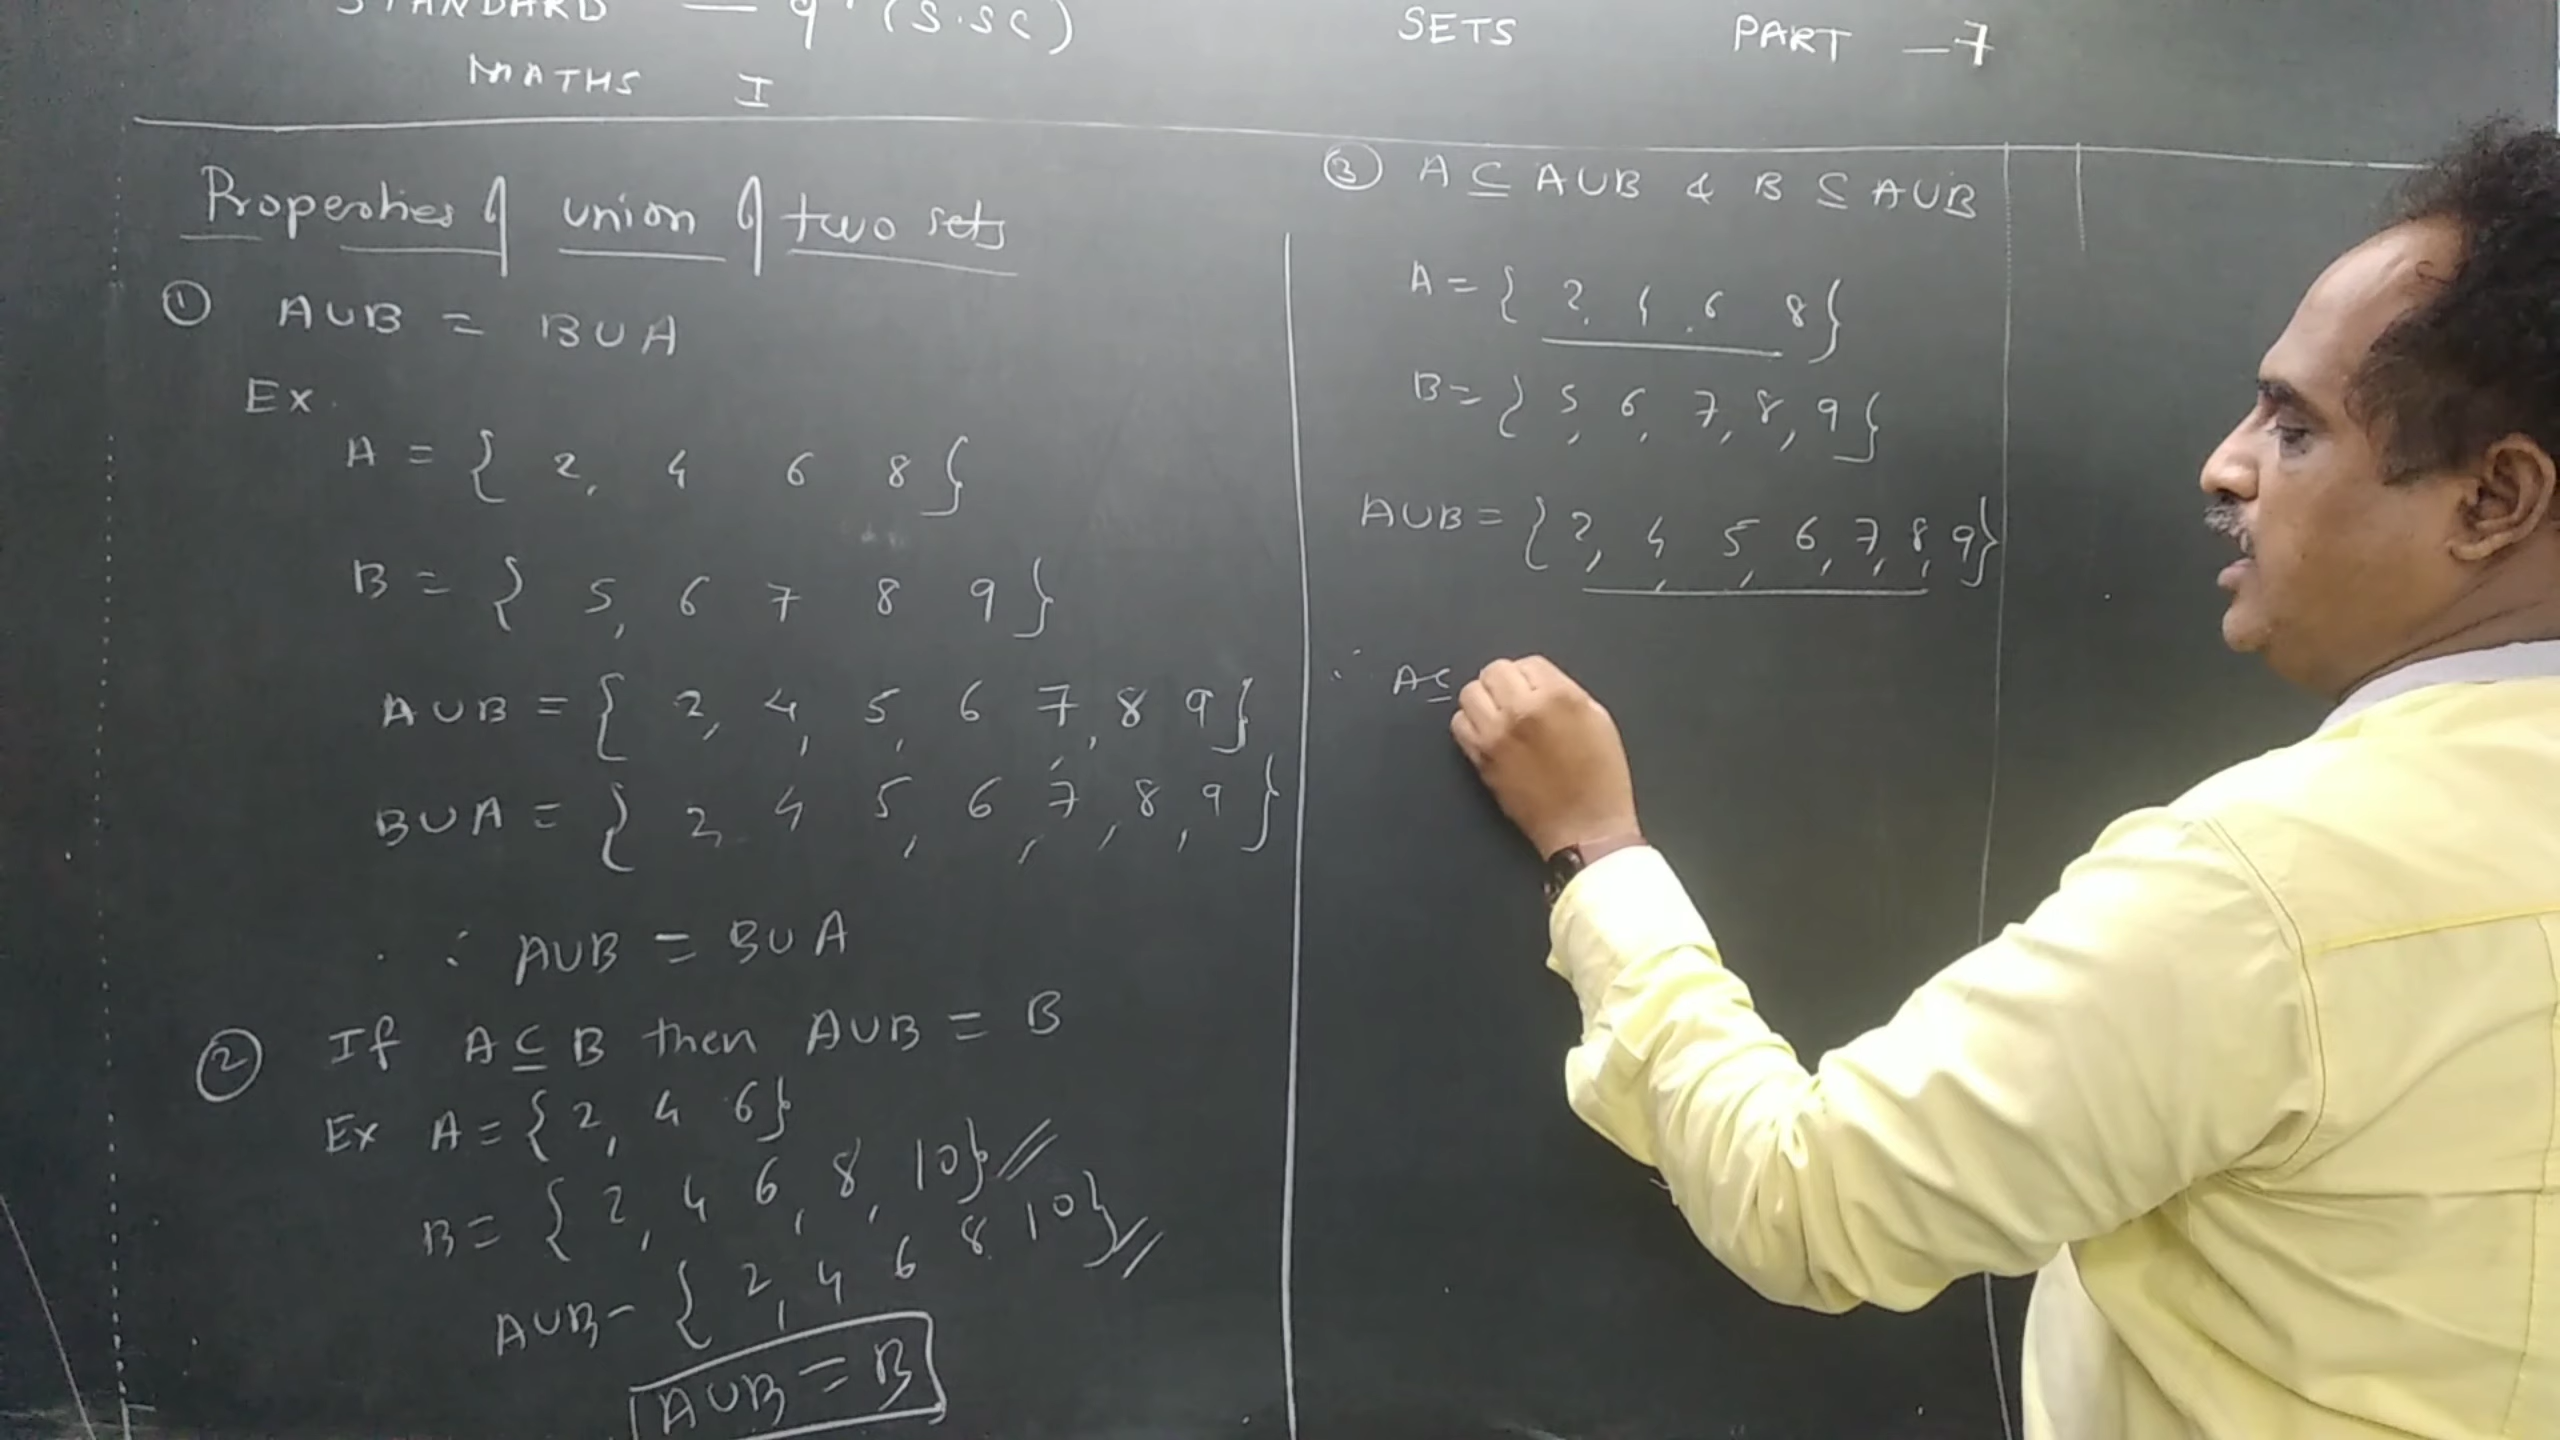 STANDARD — 9 (S.SC)
MATHS I
SETS PART — 7
Properties of union of two sets
① A∪B = B∪A
Ex.
A = { 2, 4 6 8 }
B = { 5, 6 7 8 9 }
A∪B = { 2, 4, 5, 6 7, 8 9 }
B∪A = { 2 4 5, 6, 7, 8, 9 }
∴ A∪B = B∪A
② If A ⊆ B then A∪B = B
Ex A = { 2, 4 6 }
B = { 2, 4 6, 8, 10 } //
A∪B - { 2, 4 6 8 10 } //
A∪B = B
③ A ⊆ A∪B & B ⊆ A∪B
A = { 2, 4, 6 8 }
B = { 5, 6, 7, 8, 9 }
A∪B = { 2, 4, 5, 6, 7, 8, 9 }
∴ A ⊆